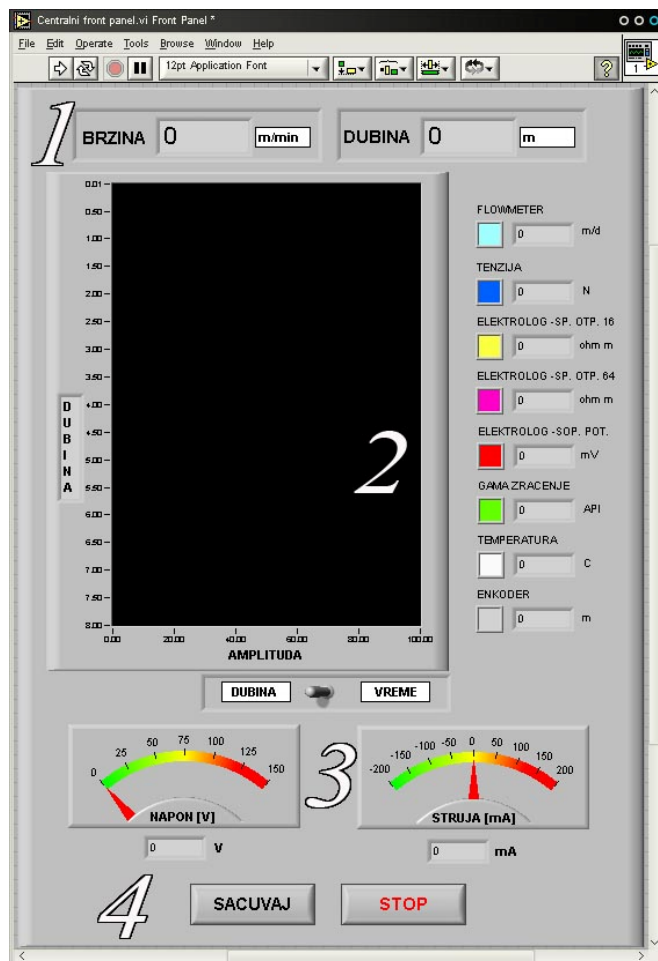 Centralni front panel.vi Front Panel *
File Edit Operate Tools Browse Window Help
12pt Application Font
1
1
BRZINA 0 m/min DUBINA 0 m
0.01
0.50
1.00
1.50
2.00
2.50
3.00
3.50
4.00
4.50
5.00
5.50
6.00
6.50
7.00
7.50
8.00
DUBINA
2
0.00 20.00 40.00 60.00 80.00 100.00
AMPLITUDA
FLOWMETER
0 m/d
TENZIJA
0 N
ELEKTROLOG -SP. OTP. 16
0 ohm m
ELEKTROLOG -SP. OTP. 64
0 ohm m
ELEKTROLOG -SOP. POT.
0 mV
GAMA ZRACENJE
0 API
TEMPERATURA
0 C
ENKODER
0 m
DUBINA VREME
0 25 50 75 100 125 150
NAPON [V]
0 V
3
-200 -150 -100 -50 0 50 100 150 200
STRUJA [mA]
0 mA
4
SACUVAJ STOP